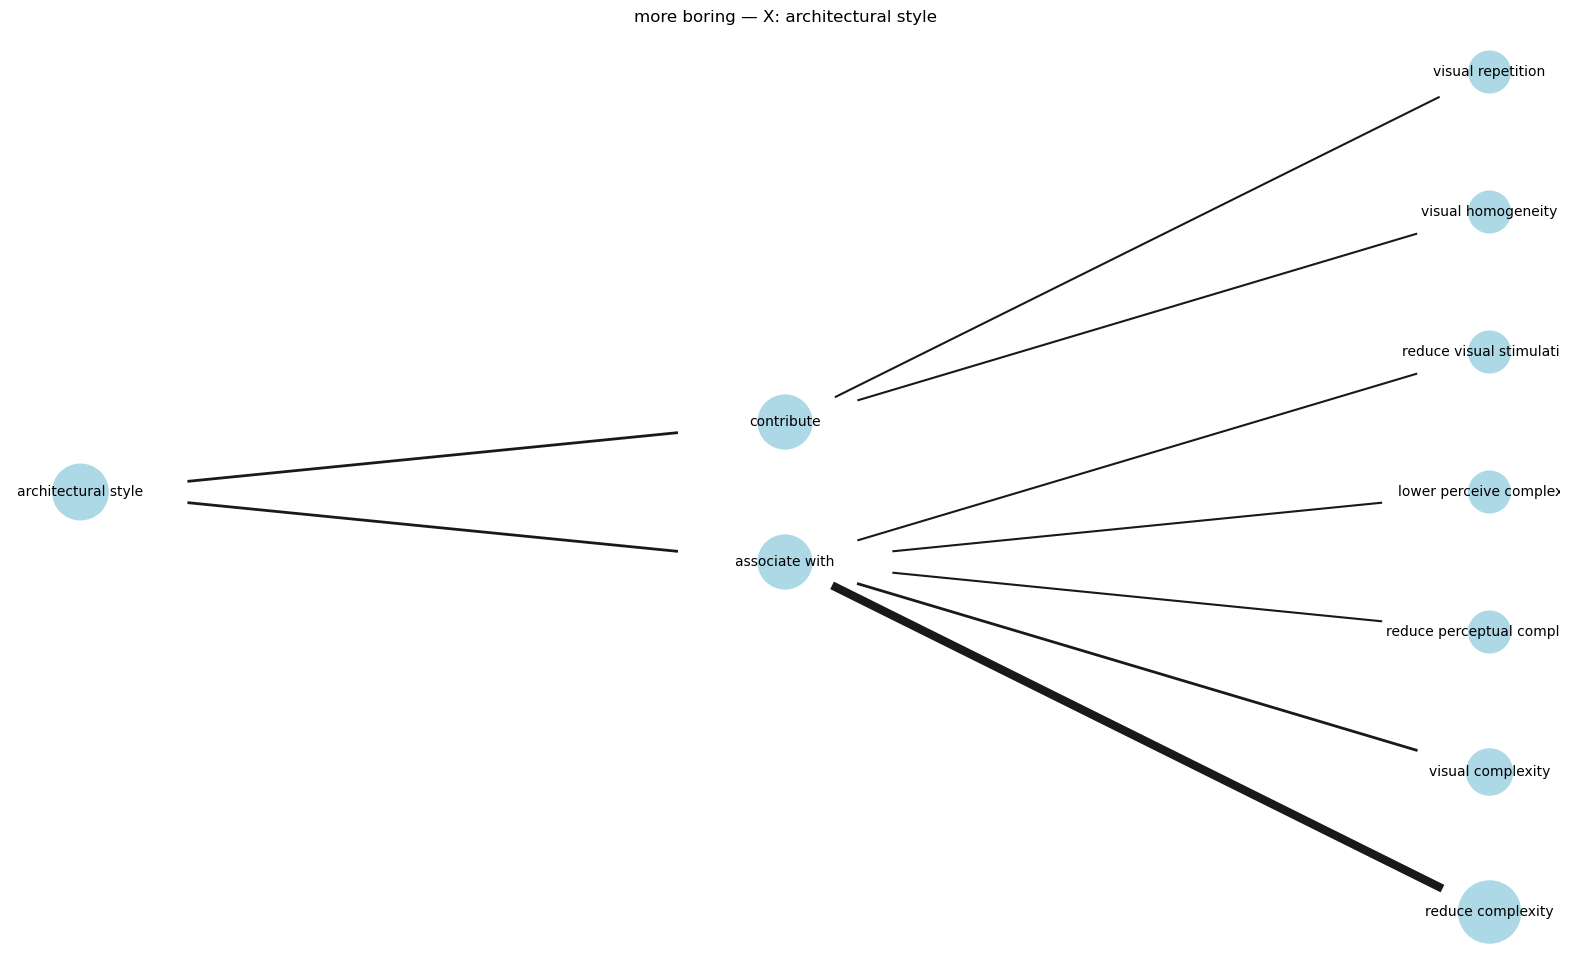 more boring — X: architectural style
visual repetition
visual homogeneity
reduce visual stimulati
contribute
architectural style
lower perceive complex
associate with
reduce perceptual compl
visual complexity
reduce complexity